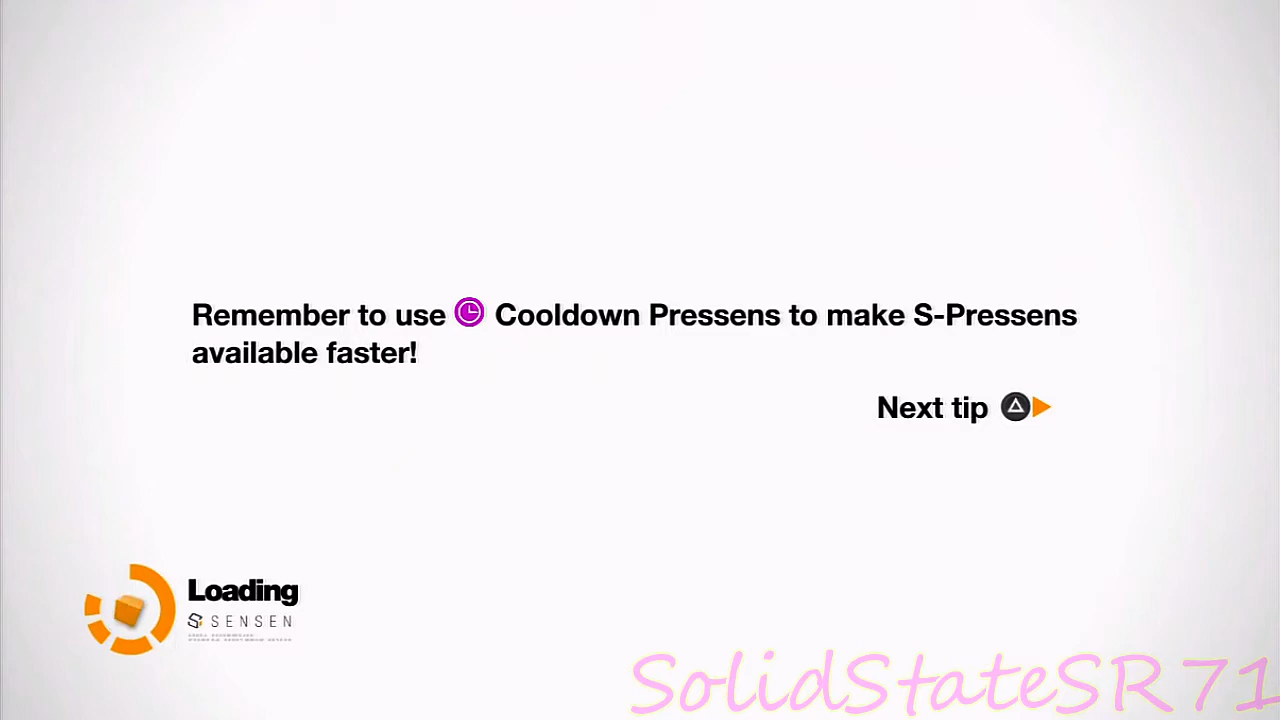 Remember to use Cooldown Pressens to make S-Pressens
available faster!
Next tip
Loading
SENSEN
SolidStateSR71